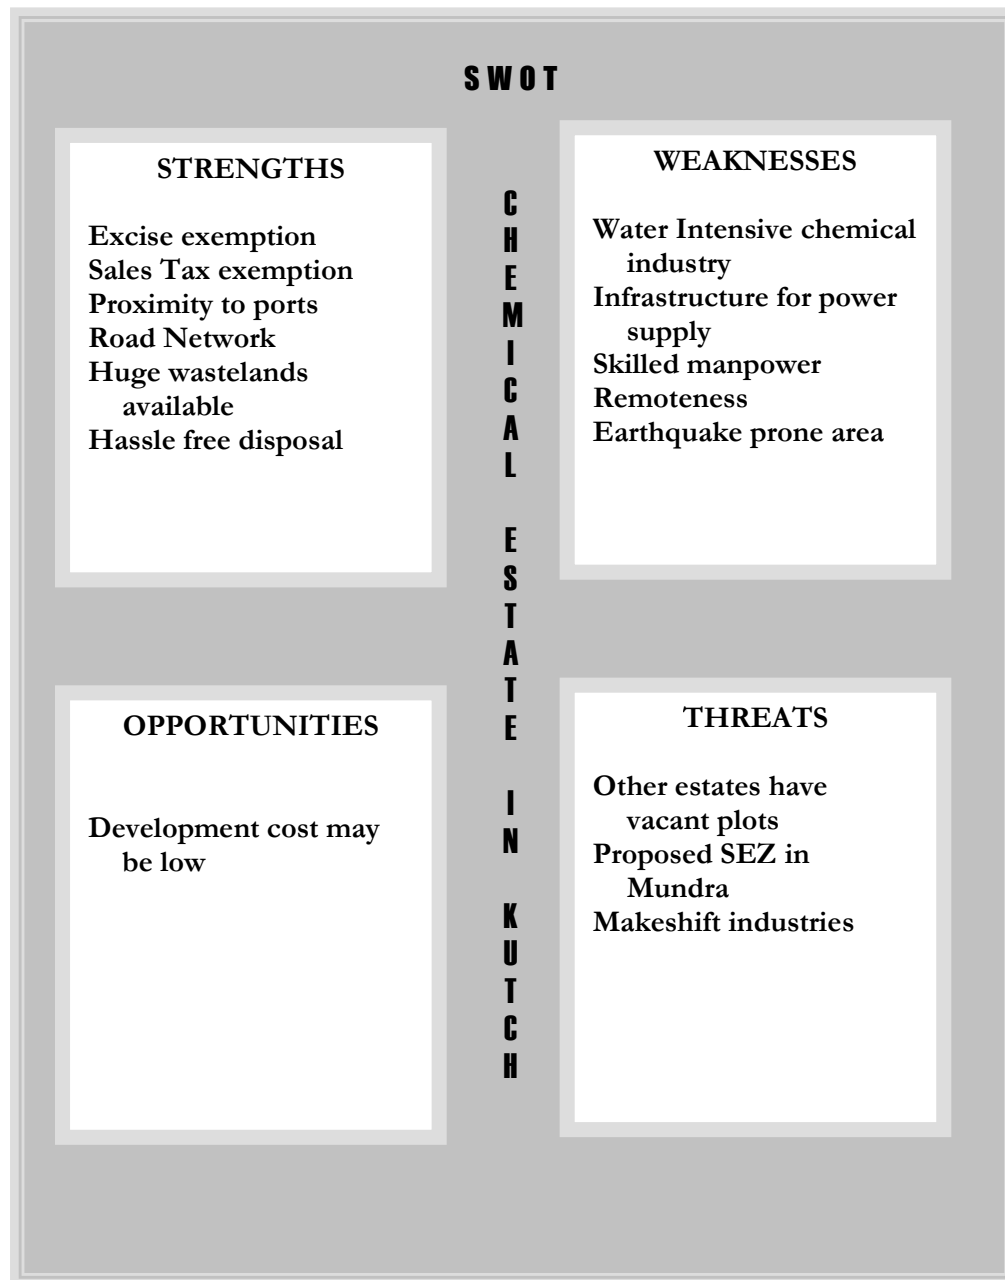 SWOT
STRENGTHS
Excise exemption
Sales Tax exemption
Proximity to ports
Road Network
Huge wastelands
available
Hassle free disposal
CHEMICAL ESTATE IN KUTCH
WEAKNESSES
Water Intensive chemical
industry
Infrastructure for power
supply
Skilled manpower
Remoteness
Earthquake prone area
OPPORTUNITIES
Development cost may
be low
THREATS
Other estates have
vacant plots
Proposed SEZ in
Mundra
Makeshift industries